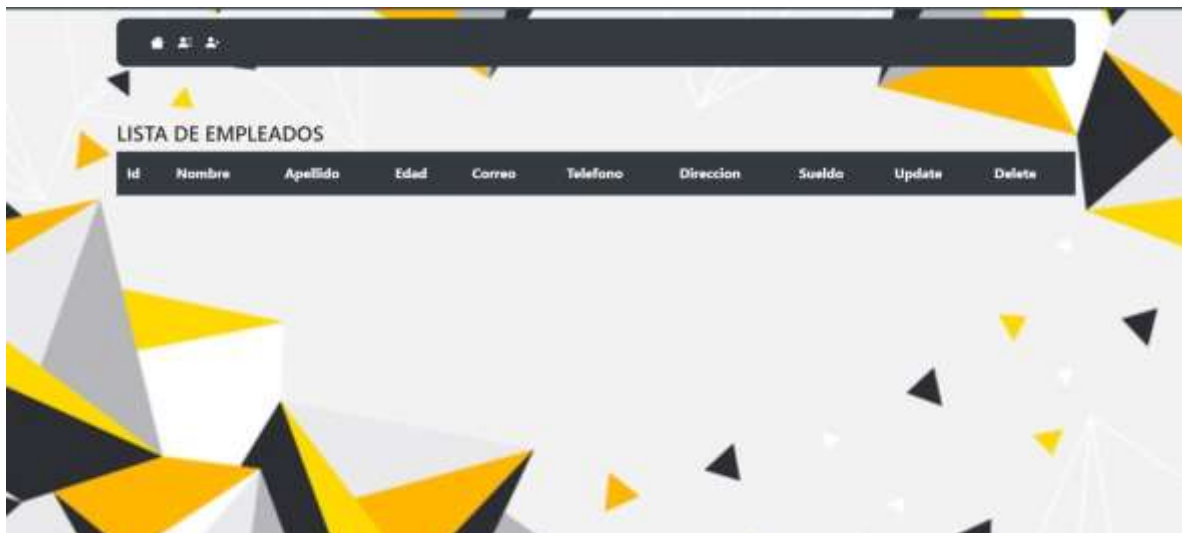 LISTA DE EMPLEADOS
Id Nombre Apellido Edad Correo Telefono Direccion Sueldo Update Delete